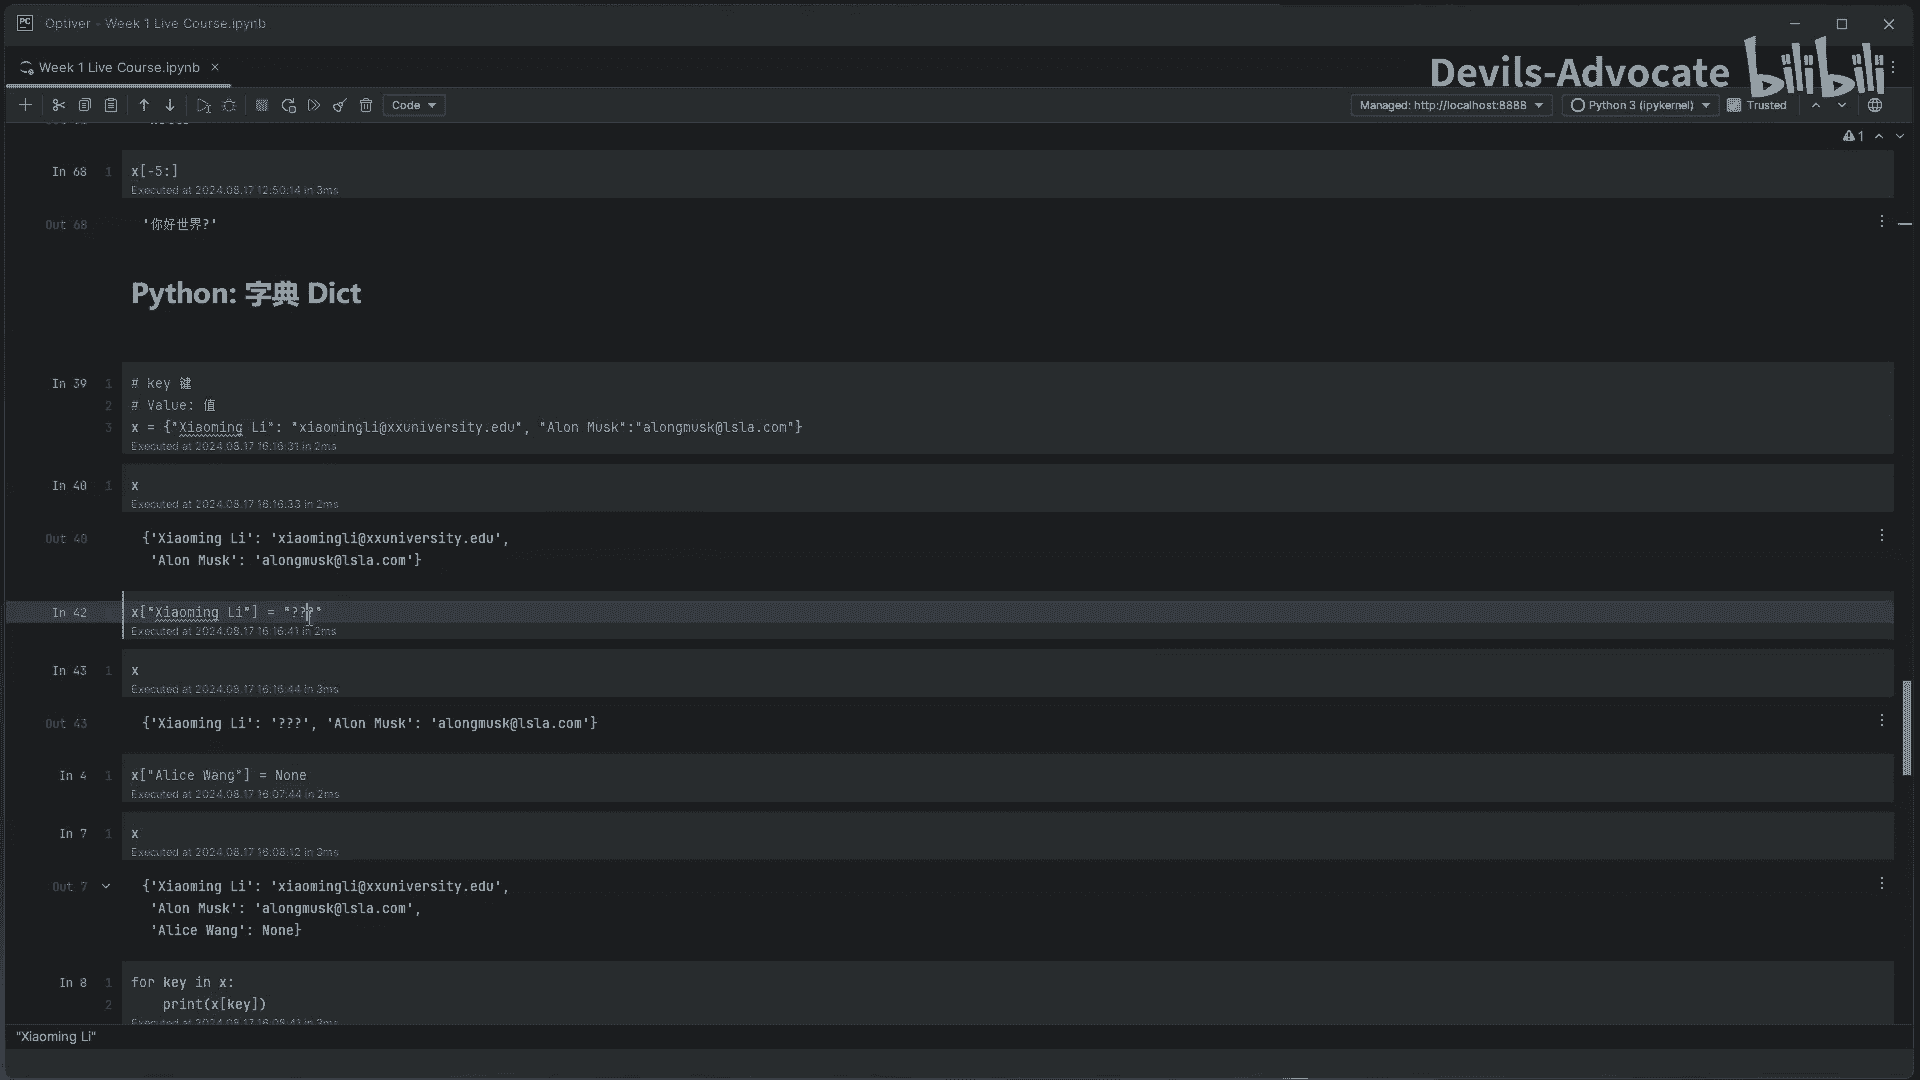 Optiver – Week 1 Live Course.ipynb
Week 1 Live Course.ipynb
Devils-Advocate bilibili
Code
Managed: http://localhost:8888
Python 3 (ipykernel)
Trusted
1
In 68 1 x[-5:]
Executed at 2024.08.17 12:50:14 in 3ms
Out 68 '你好世界?'
Python: 字典 Dict
In 39 1 # key 键
2 # Value: 值
3 x = {"Xiaoming Li": "xiaomingli@xxuniversity.edu", "Alon Musk":"alongmusk@lsla.com"}
Executed at 2024.08.17 16:16:31 in 2ms
In 40 1 x
Executed at 2024.08.17 16:16:33 in 2ms
Out 40 {'Xiaoming Li': 'xiaomingli@xxuniversity.edu',
'Alon Musk': 'alongmusk@lsla.com'}
In 42 x["Xiaoming Li"] = "???"
Executed at 2024.08.17 16:16:41 in 2ms
In 43 1 x
Executed at 2024.08.17 16:16:44 in 3ms
Out 43 {'Xiaoming Li': '???', 'Alon Musk': 'alongmusk@lsla.com'}
In 4 1 x["Alice Wang"] = None
Executed at 2024.08.17 16:07:44 in 2ms
In 7 1 x
Executed at 2024.08.17 16:08:12 in 3ms
Out 7 {'Xiaoming Li': 'xiaomingli@xxuniversity.edu',
'Alon Musk': 'alongmusk@lsla.com',
'Alice Wang': None}
In 8 1 for key in x:
2 print(x[key])
"Xiaoming Li"